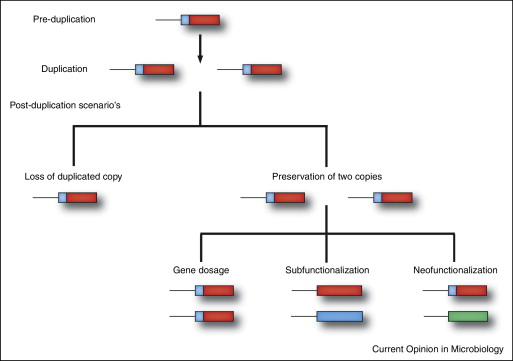 Pre-duplication
Duplication
Post-duplication scenario's
Loss of duplicated copy
Preservation of two copies
Gene dosage
Subfunctionalization
Neofunctionalization
Current Opinion in Microbiology